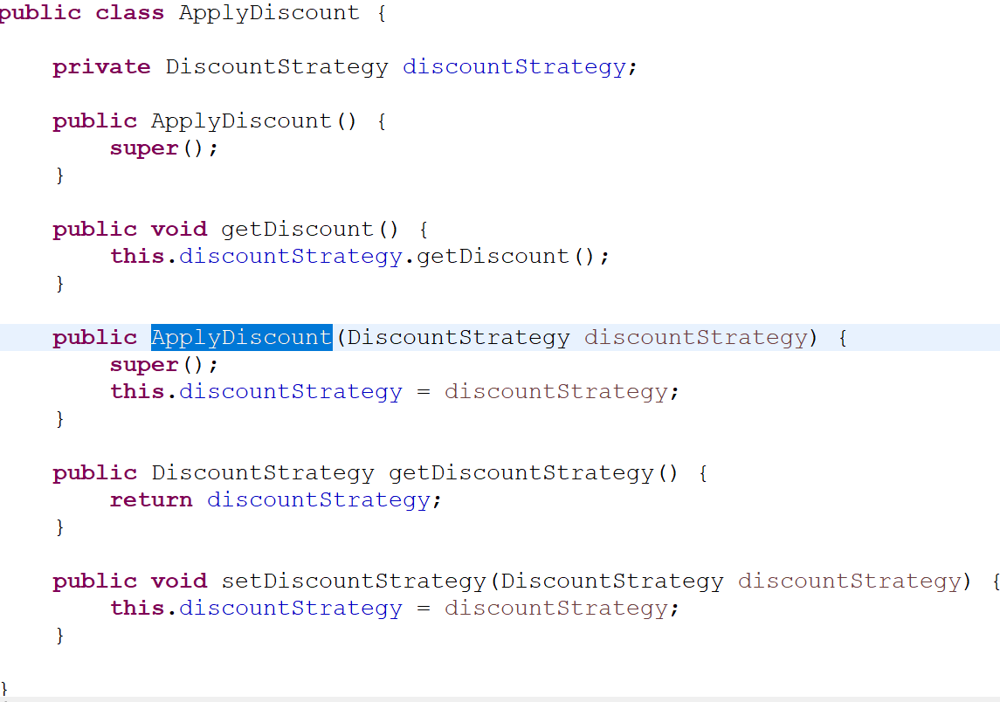 public class ApplyDiscount {
private DiscountStrategy discountStrategy;
public ApplyDiscount() {
super();
}
public void getDiscount() {
this.discountStrategy.getDiscount();
}
public ApplyDiscount(DiscountStrategy discountStrategy) {
super();
this.discountStrategy = discountStrategy;
}
public DiscountStrategy getDiscountStrategy() {
return discountStrategy;
}
public void setDiscountStrategy(DiscountStrategy discountStrategy) {
this.discountStrategy = discountStrategy;
}
}